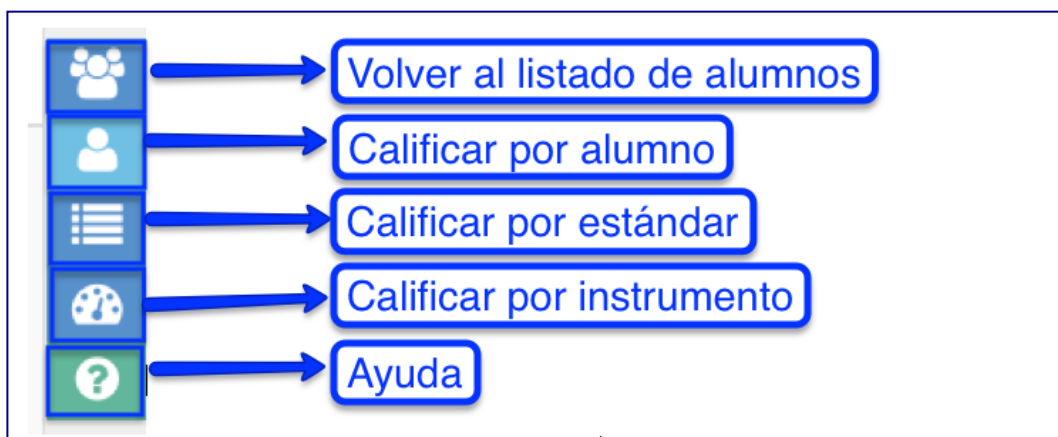 Volver al listado de alumnos
Calificar por alumno
Calificar por estándar
Calificar por instrumento
?
Ayuda